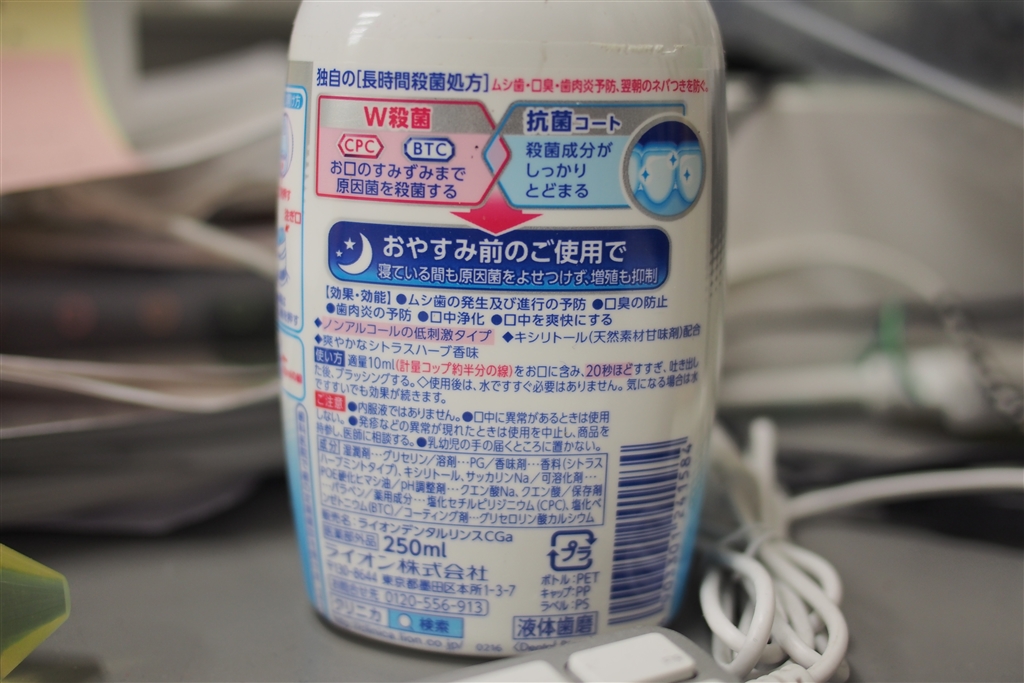 独自の[長時間殺菌処方] ムシ歯・口臭・歯肉炎予防、翌朝のネバつきを防ぐ。
W殺菌
CPC BTC
お口のすみずみまで
原因菌を殺菌する
抗菌コート
殺菌成分が
しっかり
とどまる
おやすみ前のご使用で
寝ている間も原因菌をよせつけず、増殖も抑制
【効果・効能】 ●ムシ歯の発生及び進行の予防 ●口臭の防止
●歯肉炎の予防 ●口中浄化 ●口中を爽快にする
◆ノンアルコールの低刺激タイプ ◆キシリトール(天然素材甘味剤)配合
◆爽やかなシトラスハーブ香味
使い方 適量10ml(計量コップ約半分の線)をお口に含み、20秒ほどすすぎ、吐き出し
た後、ブラッシングする。◇使用後は、水ですすぐ必要はありません。気になる場合は水
ですすいでも効果が続きます。
ご注意 ●内服液ではありません。●口中に異常があるときは使用
しない。●発疹などの異常が現れたときは使用を中止し、商品を
持参し、医師に相談する。●乳幼児の手の届くところに置かない。
成分 湿潤剤…グリセリン/溶剤…PG/香味剤…香料(シトラス
ハーブミントタイプ)、キシリトール、サッカリンNa/可溶化剤…
POE硬化ヒマシ油/pH調整剤…クエン酸Na、クエン酸/保存剤
…パラベン/薬用成分…塩化セチルピリジニウム(CPC)、塩化ベ
ンゼトニウム(BTC)/コーティング剤…グリセロリン酸カルシウム
販売名 ライオンデンタルリンスCGa
医薬部外品 250ml
ライオン株式会社
〒130-8644 東京都墨田区本所1-3-7
お問合せ先 0120-556-913
クリニカ 検索
lion.co.jp/ 0216
プラ
ボトル:PET
キャップ:PP
ラベル:PS
液体歯磨